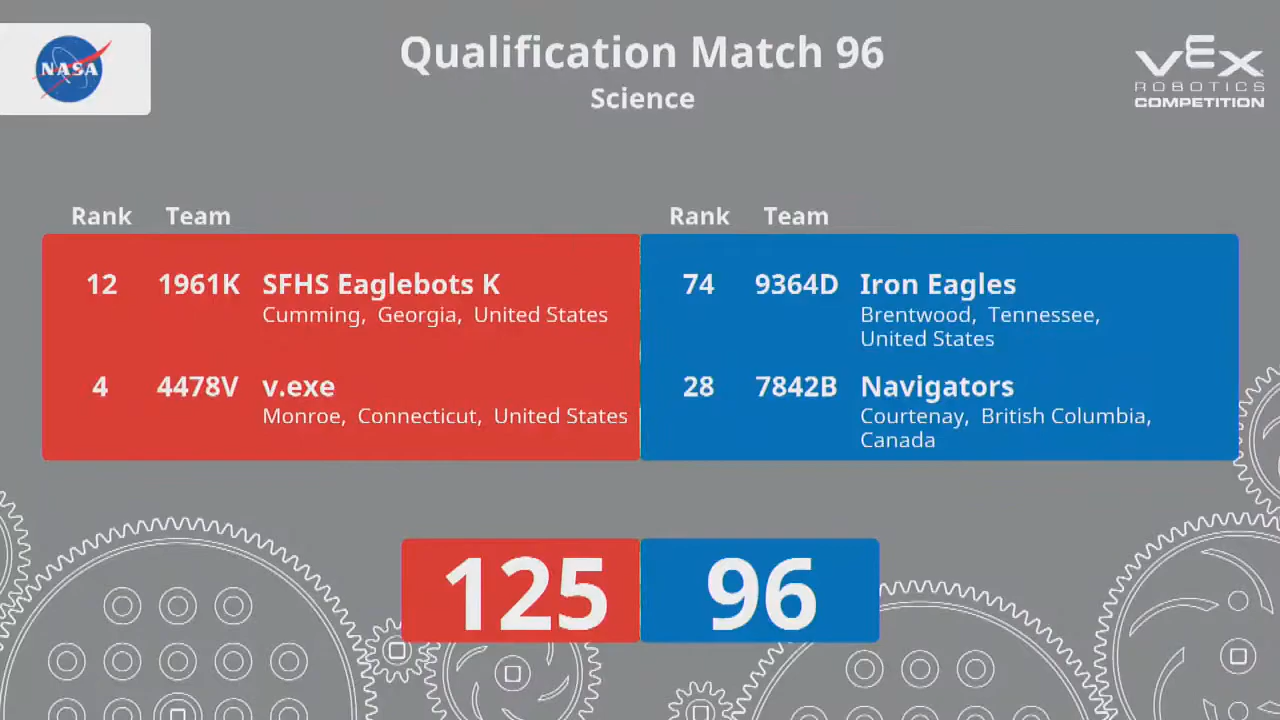 NASA
Qualification Match 96
Science
VEX
ROBOTICS
COMPETITION
Rank Team
12 1961K SFHS Eaglebots K
Cumming, Georgia, United States
4 4478V v.exe
Monroe, Connecticut, United States
Rank Team
74 9364D Iron Eagles
Brentwood, Tennessee,
United States
28 7842B Navigators
Courtenay, British Columbia,
Canada
125
96